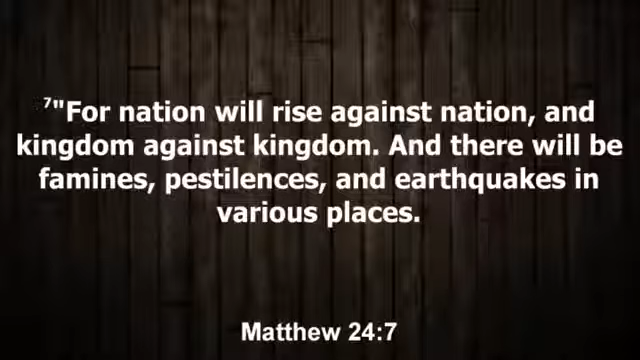 ⁷"For nation will rise against nation, and
kingdom against kingdom. And there will be
famines, pestilences, and earthquakes in
various places.
Matthew 24:7